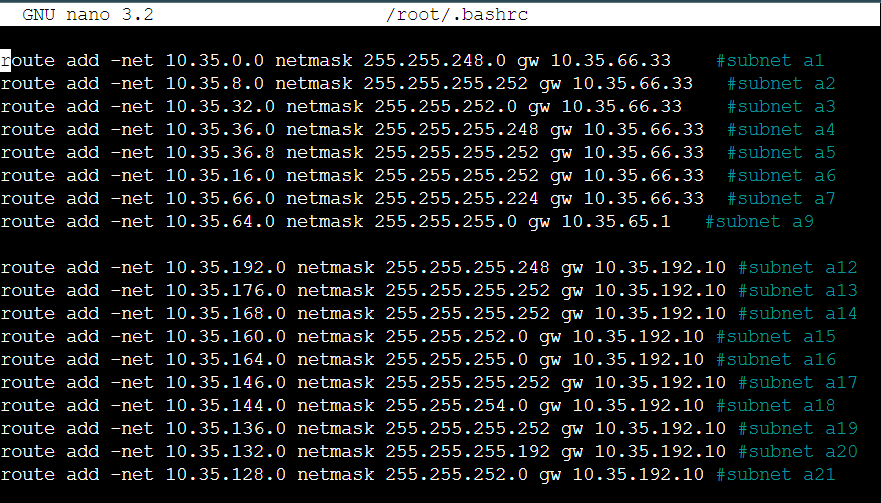 GNU nano 3.2 /root/.bashrc
route add -net 10.35.0.0 netmask 255.255.248.0 gw 10.35.66.33 #subnet a1
route add -net 10.35.8.0 netmask 255.255.255.252 gw 10.35.66.33 #subnet a2
route add -net 10.35.32.0 netmask 255.255.252.0 gw 10.35.66.33 #subnet a3
route add -net 10.35.36.0 netmask 255.255.255.248 gw 10.35.66.33 #subnet a4
route add -net 10.35.36.8 netmask 255.255.255.252 gw 10.35.66.33 #subnet a5
route add -net 10.35.16.0 netmask 255.255.255.252 gw 10.35.66.33 #subnet a6
route add -net 10.35.66.0 netmask 255.255.255.224 gw 10.35.66.33 #subnet a7
route add -net 10.35.64.0 netmask 255.255.255.0 gw 10.35.65.1 #subnet a9
route add -net 10.35.192.0 netmask 255.255.255.248 gw 10.35.192.10 #subnet a12
route add -net 10.35.176.0 netmask 255.255.255.252 gw 10.35.192.10 #subnet a13
route add -net 10.35.168.0 netmask 255.255.255.252 gw 10.35.192.10 #subnet a14
route add -net 10.35.160.0 netmask 255.255.252.0 gw 10.35.192.10 #subnet a15
route add -net 10.35.164.0 netmask 255.255.255.0 gw 10.35.192.10 #subnet a16
route add -net 10.35.146.0 netmask 255.255.255.252 gw 10.35.192.10 #subnet a17
route add -net 10.35.144.0 netmask 255.255.254.0 gw 10.35.192.10 #subnet a18
route add -net 10.35.136.0 netmask 255.255.255.252 gw 10.35.192.10 #subnet a19
route add -net 10.35.132.0 netmask 255.255.255.192 gw 10.35.192.10 #subnet a20
route add -net 10.35.128.0 netmask 255.255.252.0 gw 10.35.192.10 #subnet a21